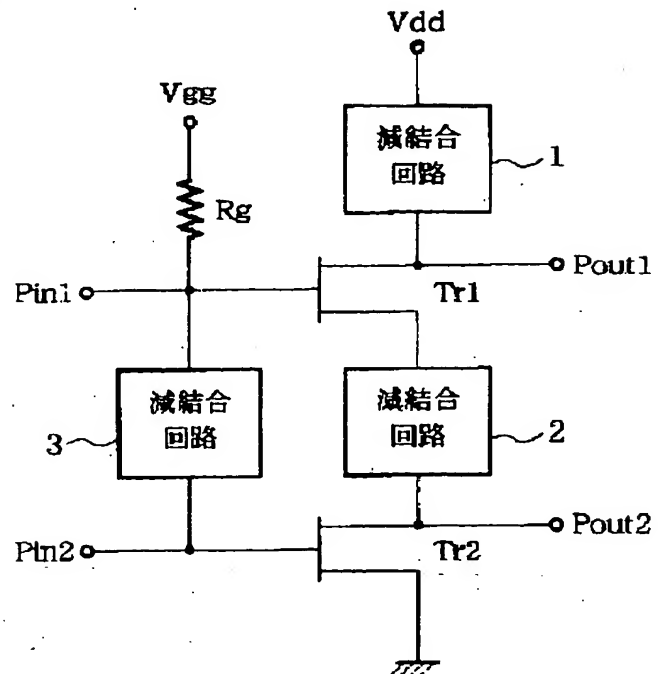 Vdd
Vgg
減結合
回路
1
Rg
Pin1
Pout1
Tr1
減結合
回路
3
減結合
回路
2
Pin2
Pout2
Tr2